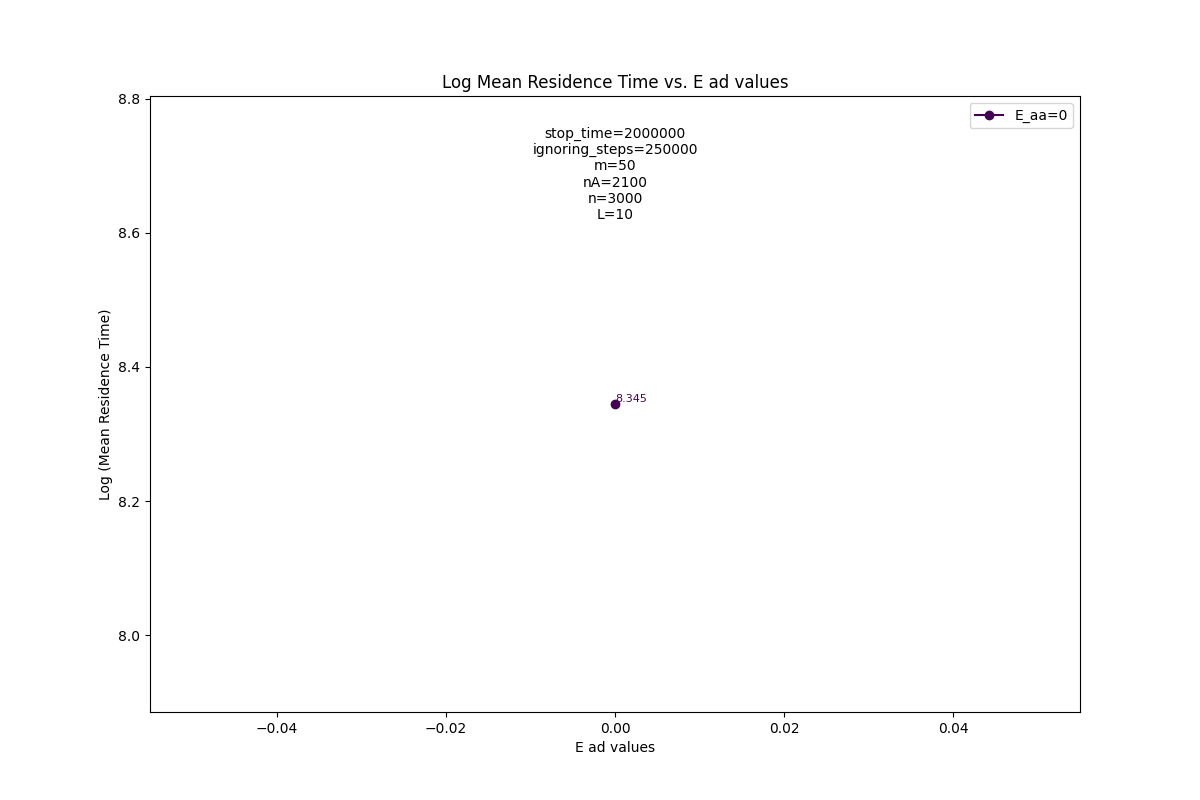 Log Mean Residence Time vs. E ad values
E_aa=0
stop_time=2000000
ignoring_steps=250000
m=50
nA=2100
n=3000
L=10
Log (Mean Residence Time)
8.8
8.6
8.4
8.2
8.0
8.345
−0.04
−0.02
0.00
0.02
0.04
E ad values